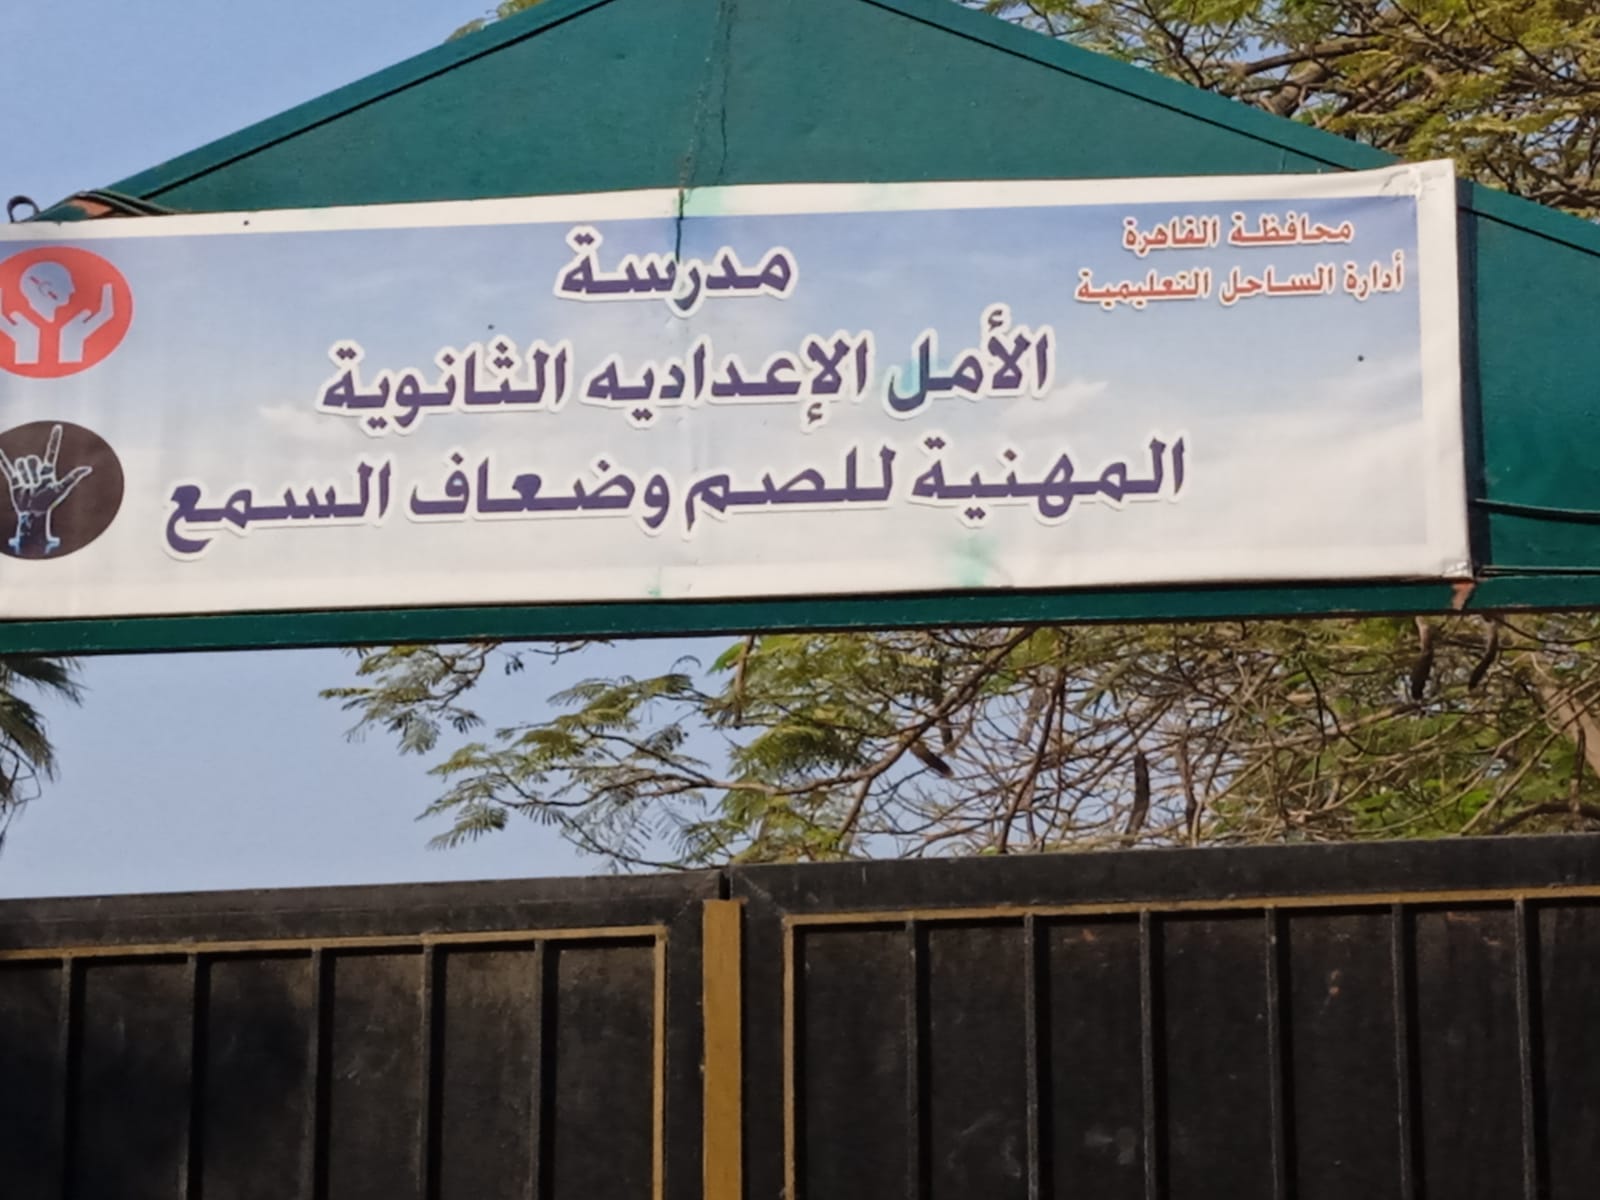 محافظة القاهرة
أدارة الساحل التعليمية
مدرسة
الأمل الإعداديه الثانوية
المهنية للصم وضعاف السمع